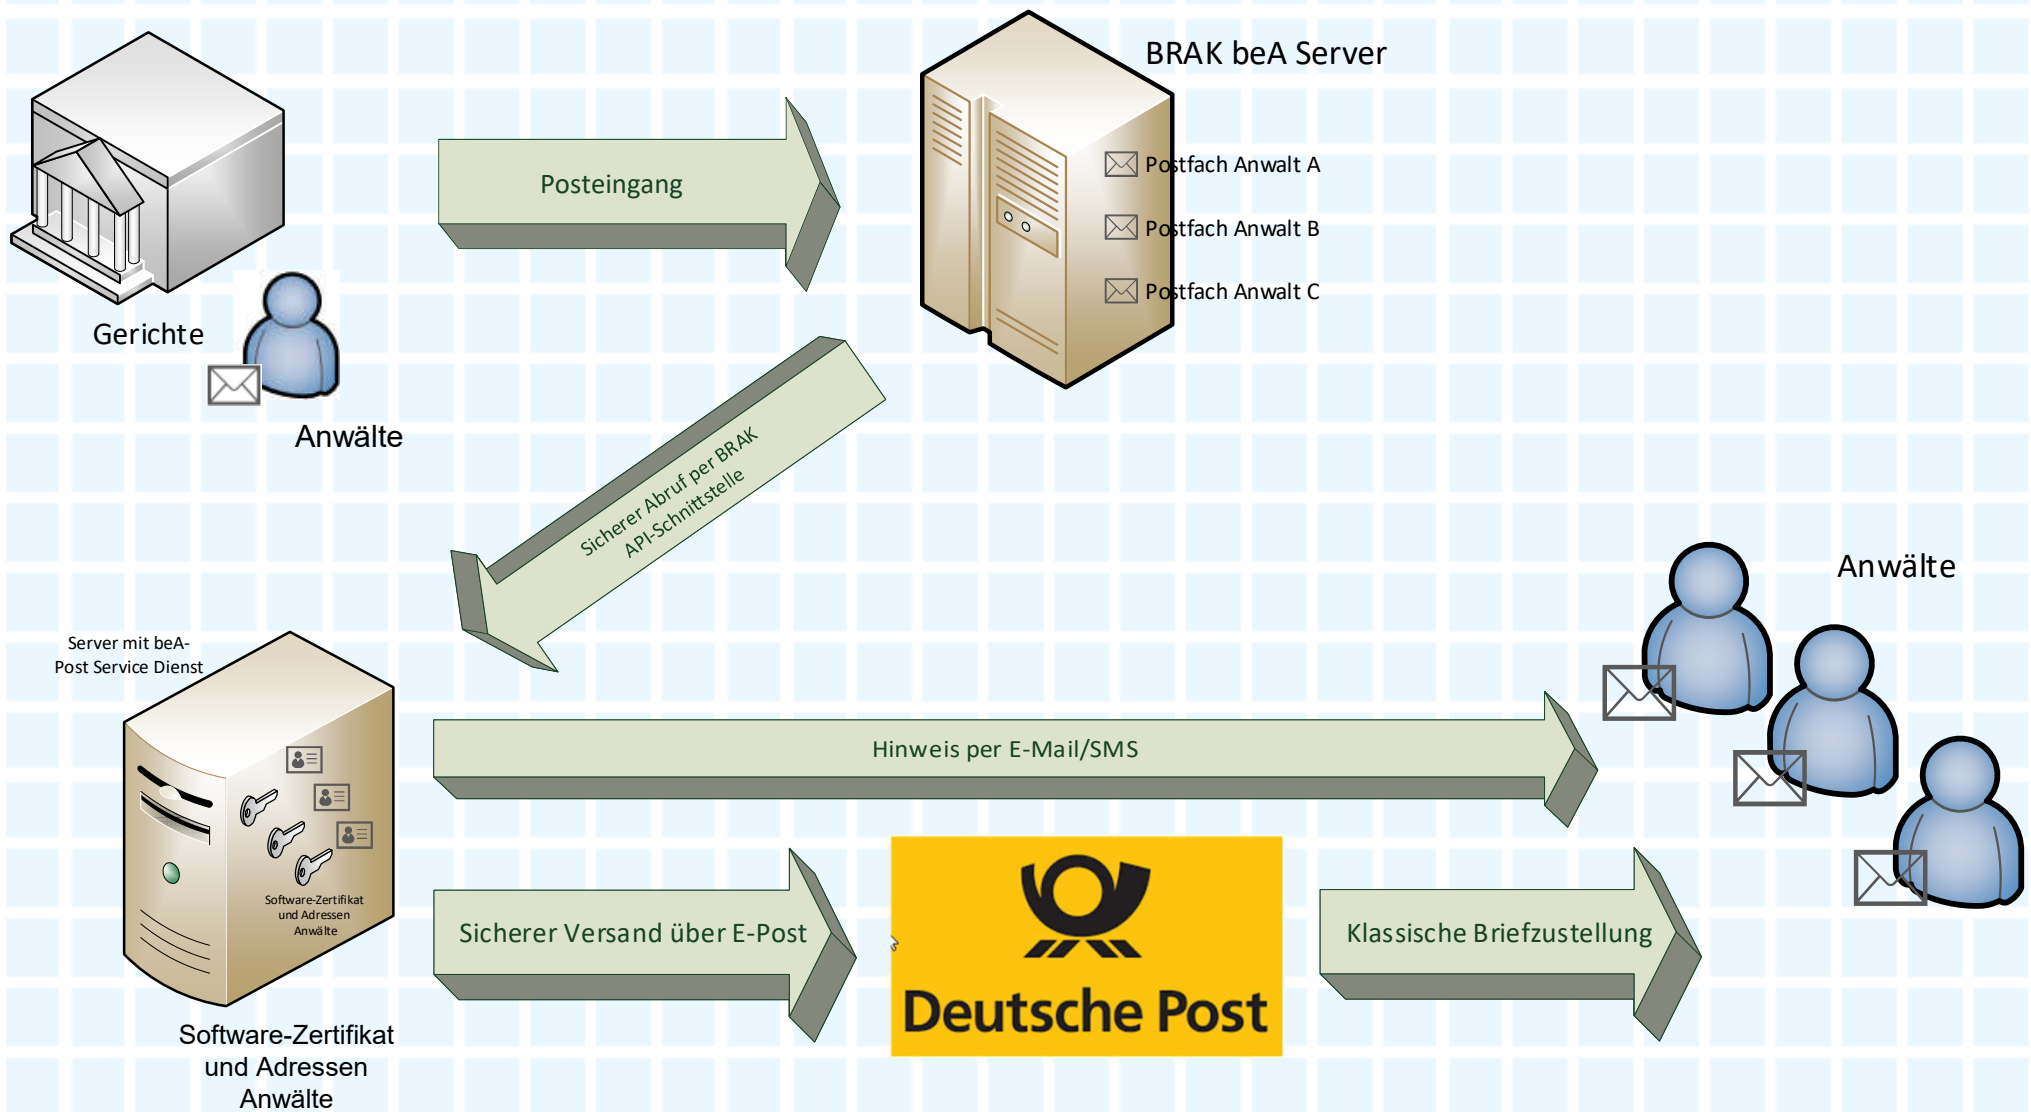 BRAK beA Server
Posteingang
Postfach Anwalt A
Postfach Anwalt B
Postfach Anwalt C
Gerichte
Anwälte
Sicherer Abruf per BRAK
API-Schnittstelle
Anwälte
Server mit beA-
Post Service Dienst
Hinweis per E-Mail/SMS
Software-Zertifikat
und Adressen
Anwälte
Sicherer Versand über E-Post
Deutsche Post
Klassische Briefzustellung
Software-Zertifikat
und Adressen
Anwälte